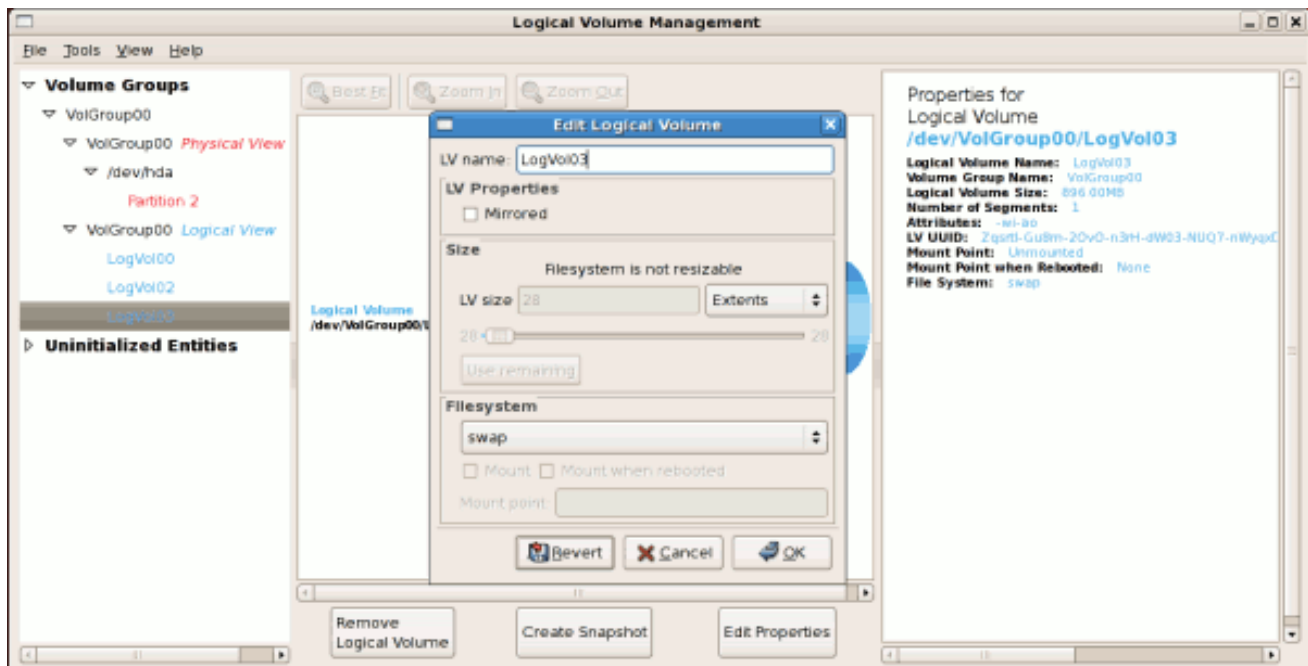 Logical Volume Management
File Tools View Help
Volume Groups
VolGroup00
VolGroup00 Physical View
/dev/hda
Partition 2
VolGroup00 Logical View
LogVol00
LogVol02
LogVol03
Uninitialized Entities
Best Fit Zoom In Zoom Out
Logical Volume
/dev/VolGroup00/
Edit Logical Volume
LV name: LogVol03
LV Properties
Mirrored
Size
Filesystem is not resizable
LV size 28 Extents
28 28
Use remaining
Filesystem
swap
Mount Mount when rebooted
Mount point:
Revert Cancel OK
Remove
Logical Volume
Create Snapshot
Edit Properties
Properties for
Logical Volume
/dev/VolGroup00/LogVol03
Logical Volume Name: LogVol03
Volume Group Name: VolGroup00
Logical Volume Size: 896.00MB
Number of Segments: 1
Attributes: -wi-ao
LV UUID:
Mount Point: Unmounted
Mount Point when Rebooted: None
File System: swap